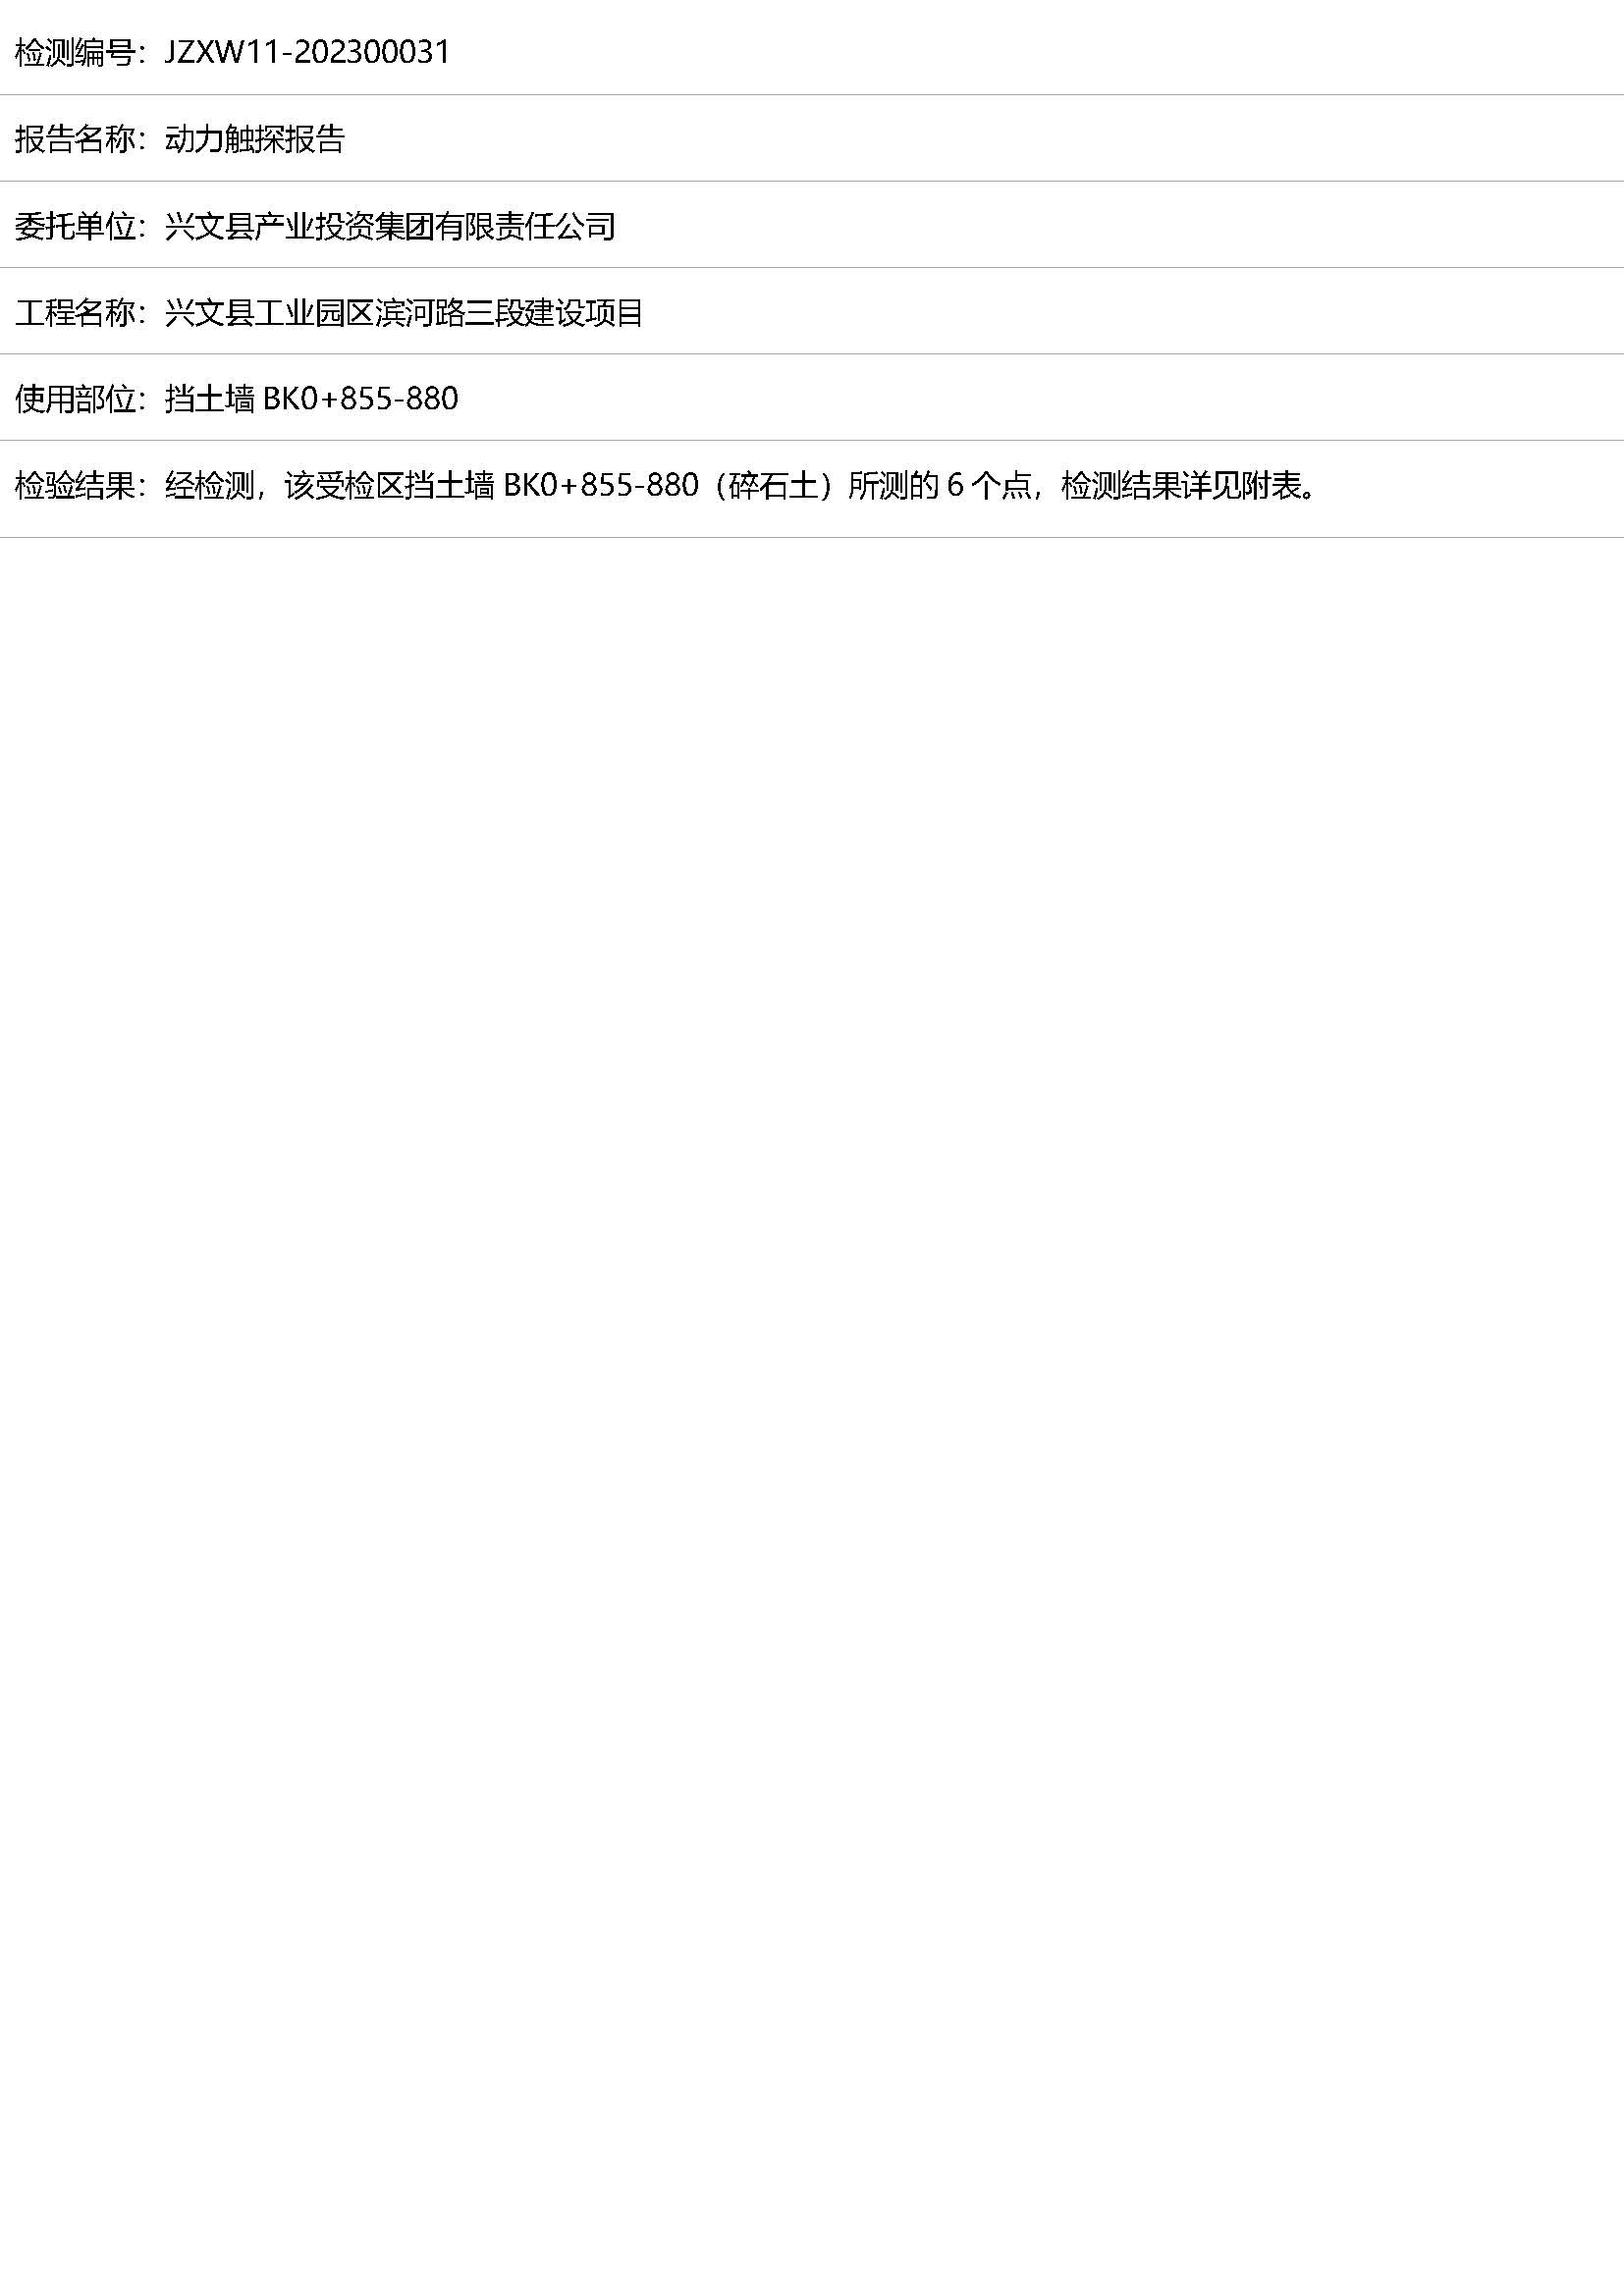 检测编号：JZXW11-202300031
报告名称：动力触探报告
委托单位：兴文县产业投资集团有限责任公司
工程名称：兴文县工业园区滨河路三段建设项目
使用部位：挡土墙 BK0+855-880
检验结果：经检测，该受检区挡土墙 BK0+855-880（碎石土）所测的 6 个点，检测结果详见附表。